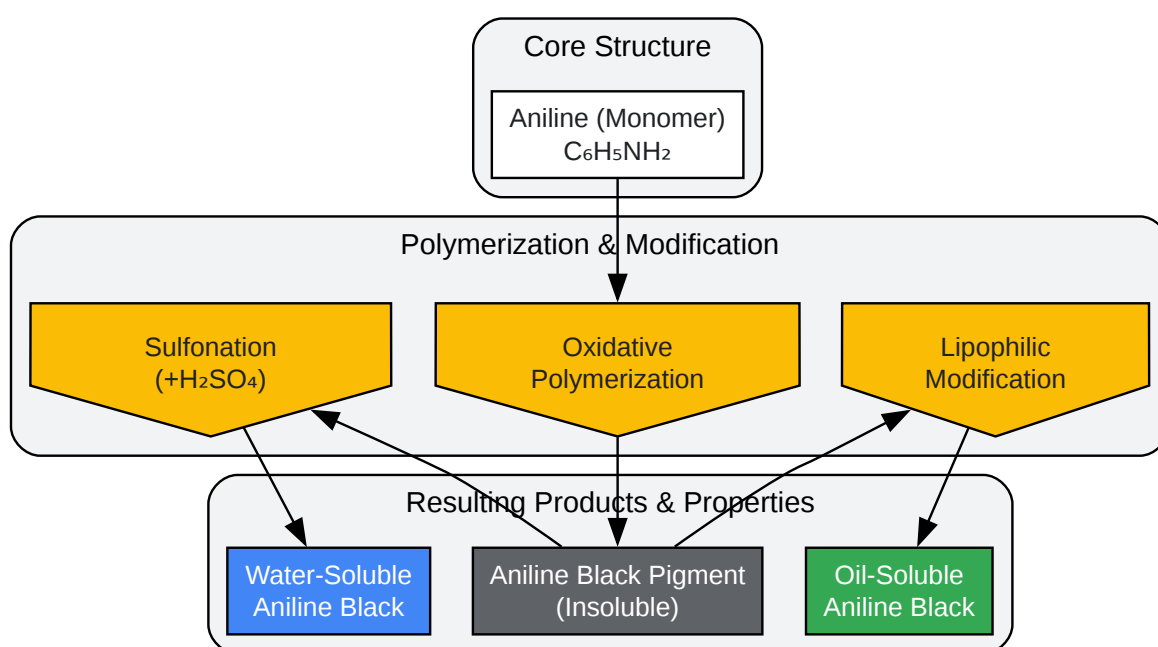 Core Structure
Aniline (Monomer)
C₆H₅NH₂
Polymerization & Modification
Sulfonation
(+H₂SO₄)
Oxidative
Polymerization
Lipophilic
Modification
Resulting Products & Properties
Water-Soluble
Aniline Black
Aniline Black Pigment
(Insoluble)
Oil-Soluble
Aniline Black